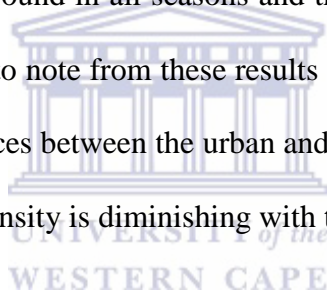 ound in all seasons and t
to note from these results
ces between the urban and
nsity is diminishing with t
UNIVERSITY of the
WESTERN CAPE